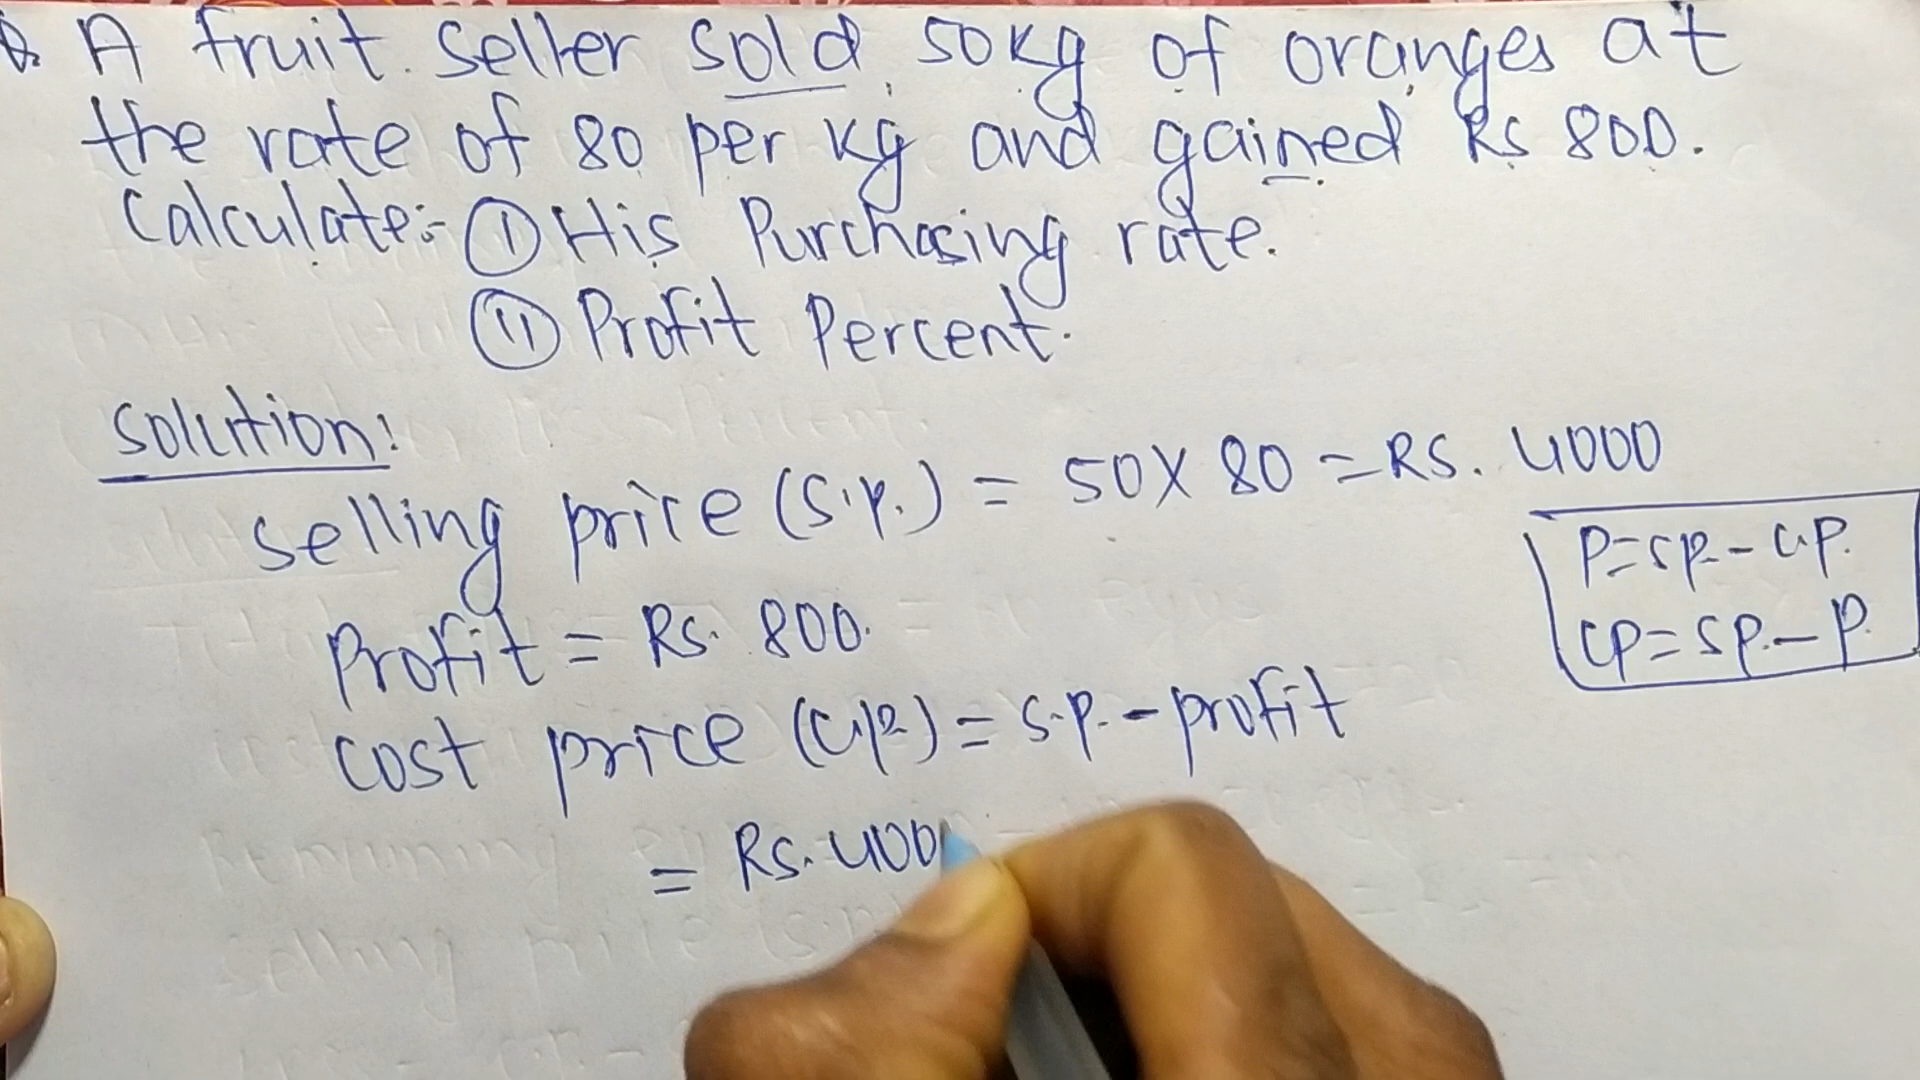 Q. A fruit seller sold 50kg of oranges at
the rate of 80 per kg and gained Rs 800.
Calculate:- (i) His Purchasing rate.
(ii) Profit Percent.
Solution:
Selling price (S.P.) = 50 X 80 = RS. 4000
P=SP-C.P.
CP=SP.-P.
Profit = Rs. 800.
Cost price (C.P.) = S.P.-profit
= Rs. 400